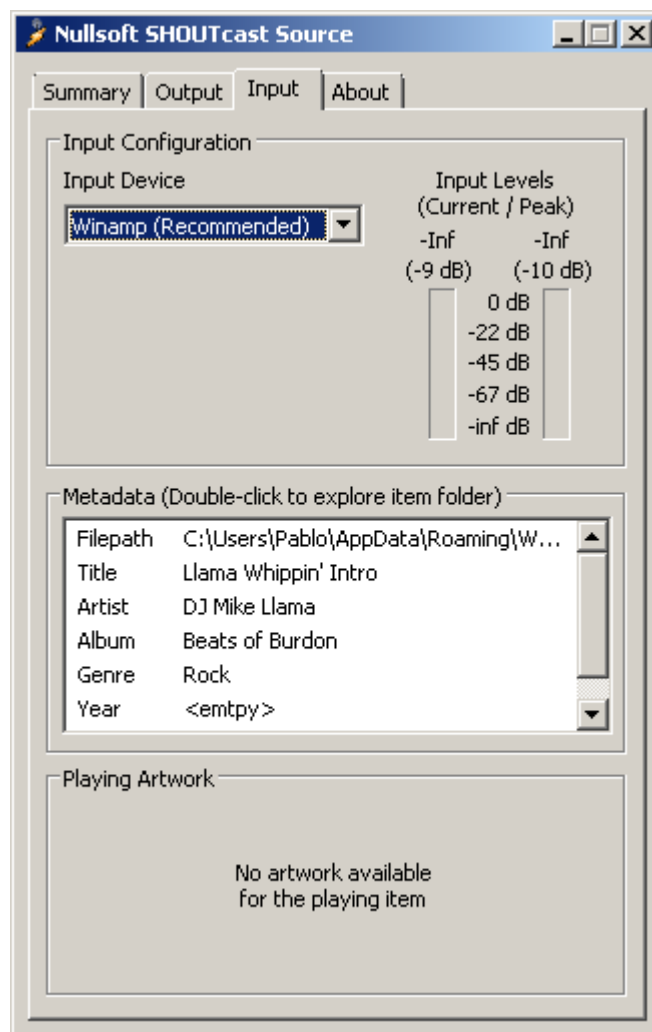 Nullsoft SHOUTcast Source
Summary Output Input About
Input Configuration
Input Device
Winamp (Recommended)
Input Levels
(Current / Peak)
-Inf -Inf
(-9 dB) (-10 dB)
0 dB
-22 dB
-45 dB
-67 dB
-inf dB
Metadata (Double-click to explore item folder)
Filepath C:\Users\Pablo\AppData\Roaming\W...
Title Llama Whippin' Intro
Artist DJ Mike Llama
Album Beats of Burdon
Genre Rock
Year <emtpy>
Playing Artwork
No artwork available
for the playing item